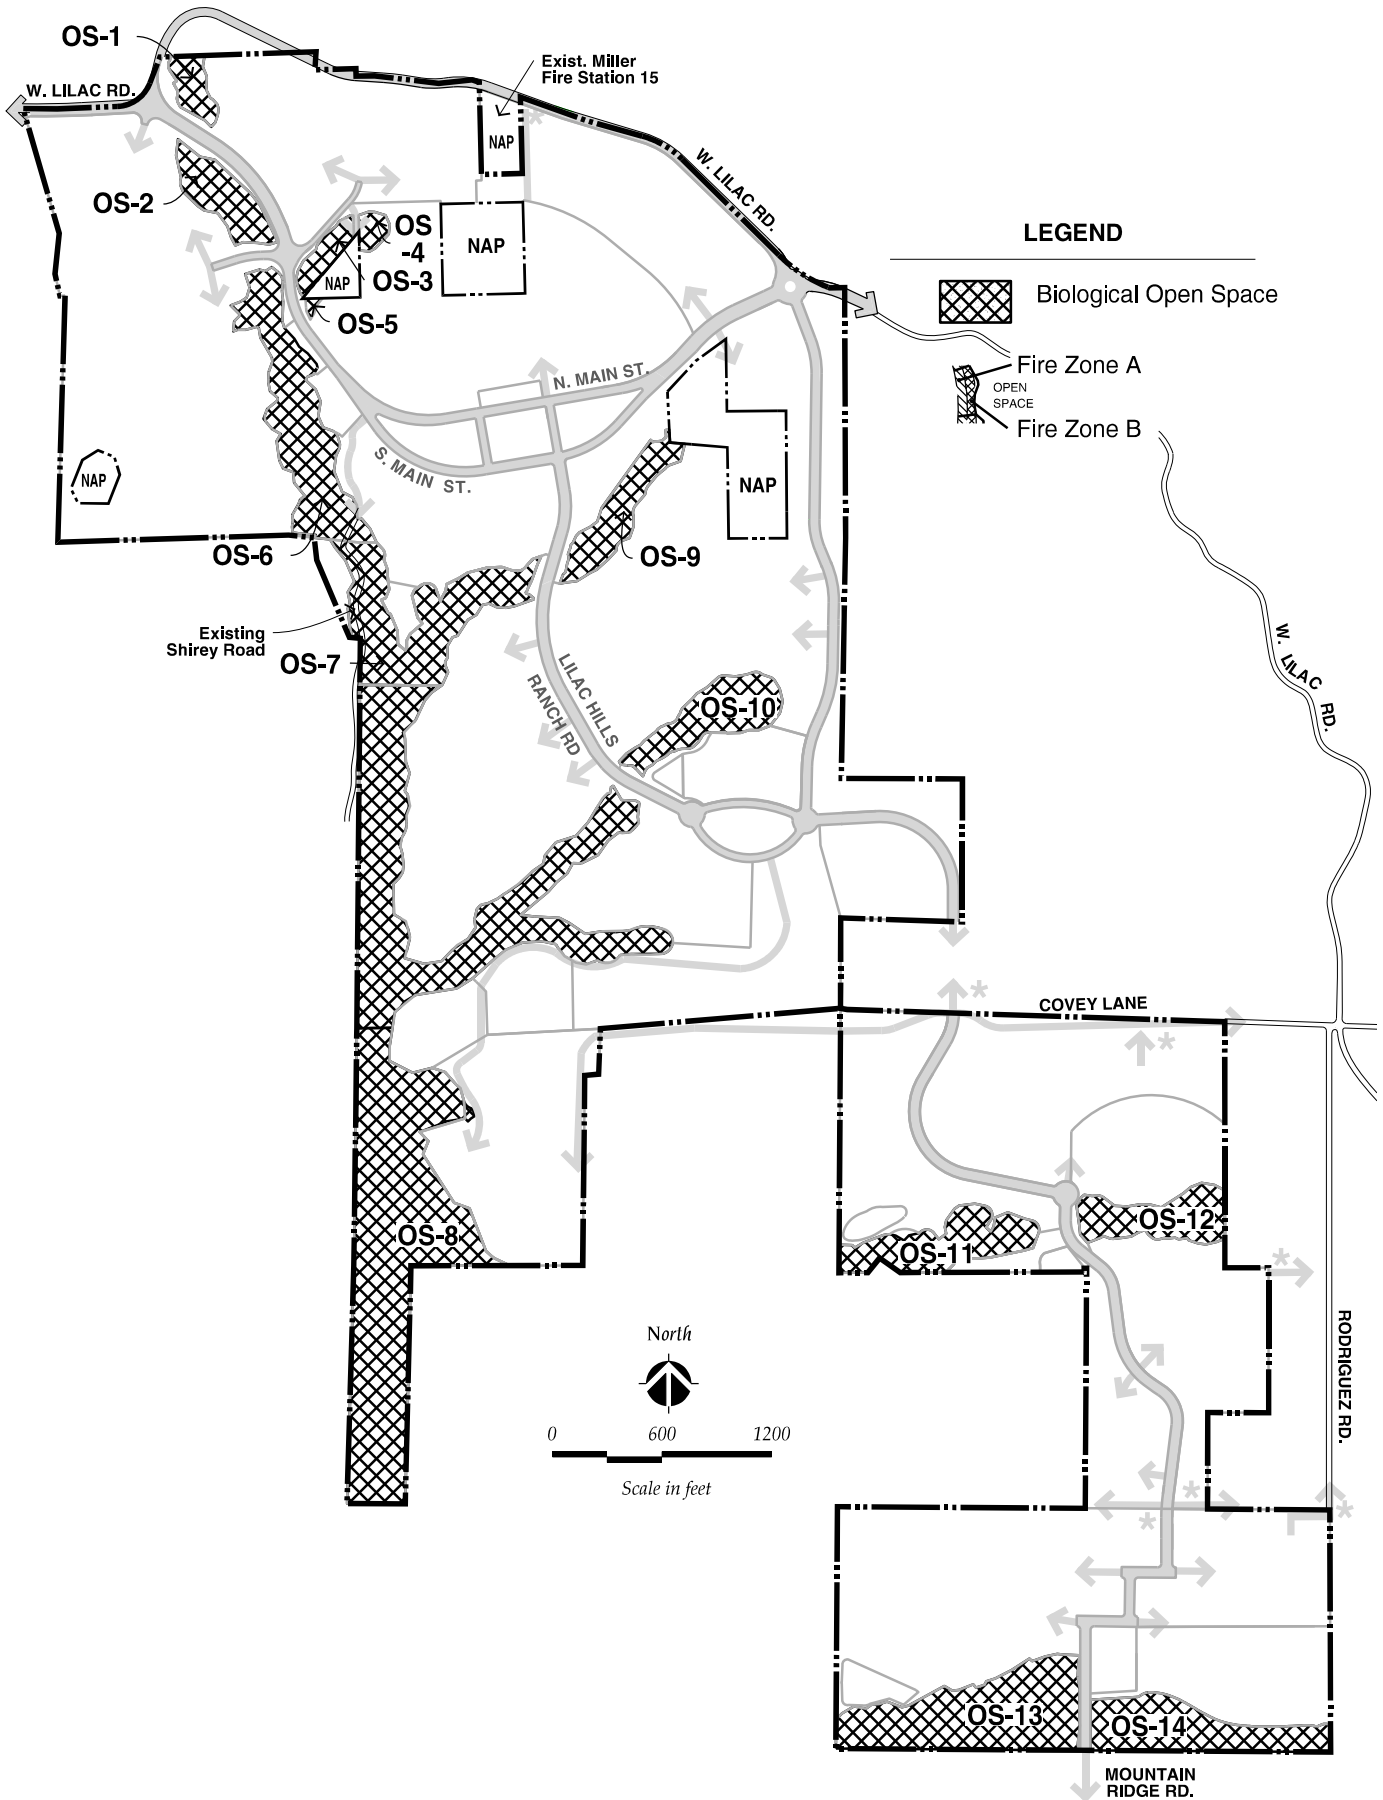 OS-1
Exist. Miller
Fire Station 15
W. LILAC RD.
NAP
W. LILAC RD.
OS-2
OS
-4
NAP
OS-3
NAP
OS-5
LEGEND
Biological Open Space
Fire Zone A
OPEN
SPACE
Fire Zone B
N. MAIN ST.
S. MAIN ST.
NAP
NAP
OS-6
OS-9
Existing
Shirey Road
OS-7
W. LILAC RD.
LILAC HILLS
RANCH RD
OS-10
*
*
COVEY LANE
*
OS-12
OS-11
OS-8
*
North
RODRIGUEZ RD.
0 600 1200
Scale in feet
*
*
*
OS-13
OS-14
MOUNTAIN
RIDGE RD.